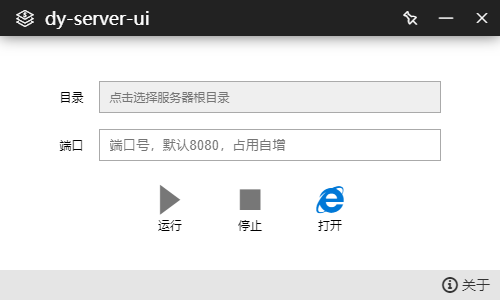 dy-server-ui
目录 点击选择服务器根目录
端口 端口号，默认8080，占用自增
运行 停止 打开
关于